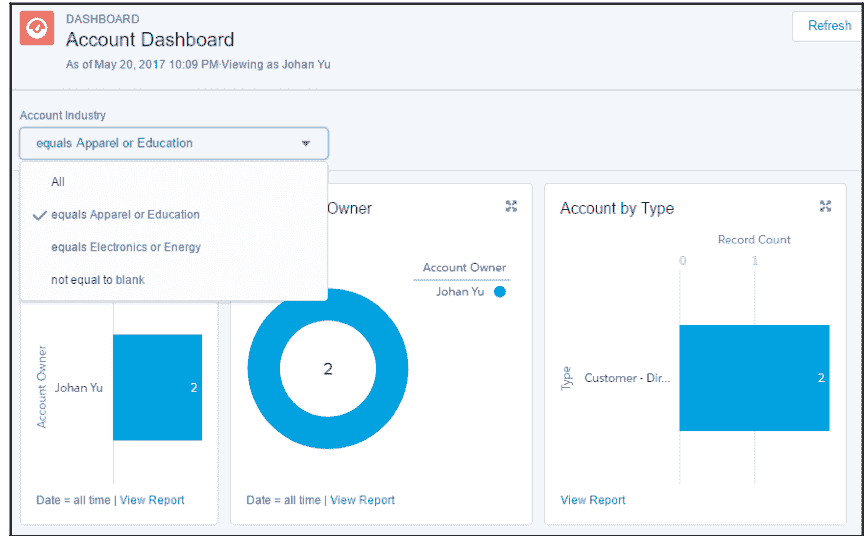 DASHBOARD
Account Dashboard
As of May 20, 2017 10:09 PM·Viewing as Johan Yu
Refresh
Account Industry
equals Apparel or Education
All
equals Apparel or Education
equals Electronics or Energy
not equal to blank
Account Owner
Johan Yu
2
Date = all time | View Report
Owner
Account Owner
Johan Yu
2
Date = all time | View Report
Account by Type
Record Count
0 1
Type
Customer - Dir...
2
View Report